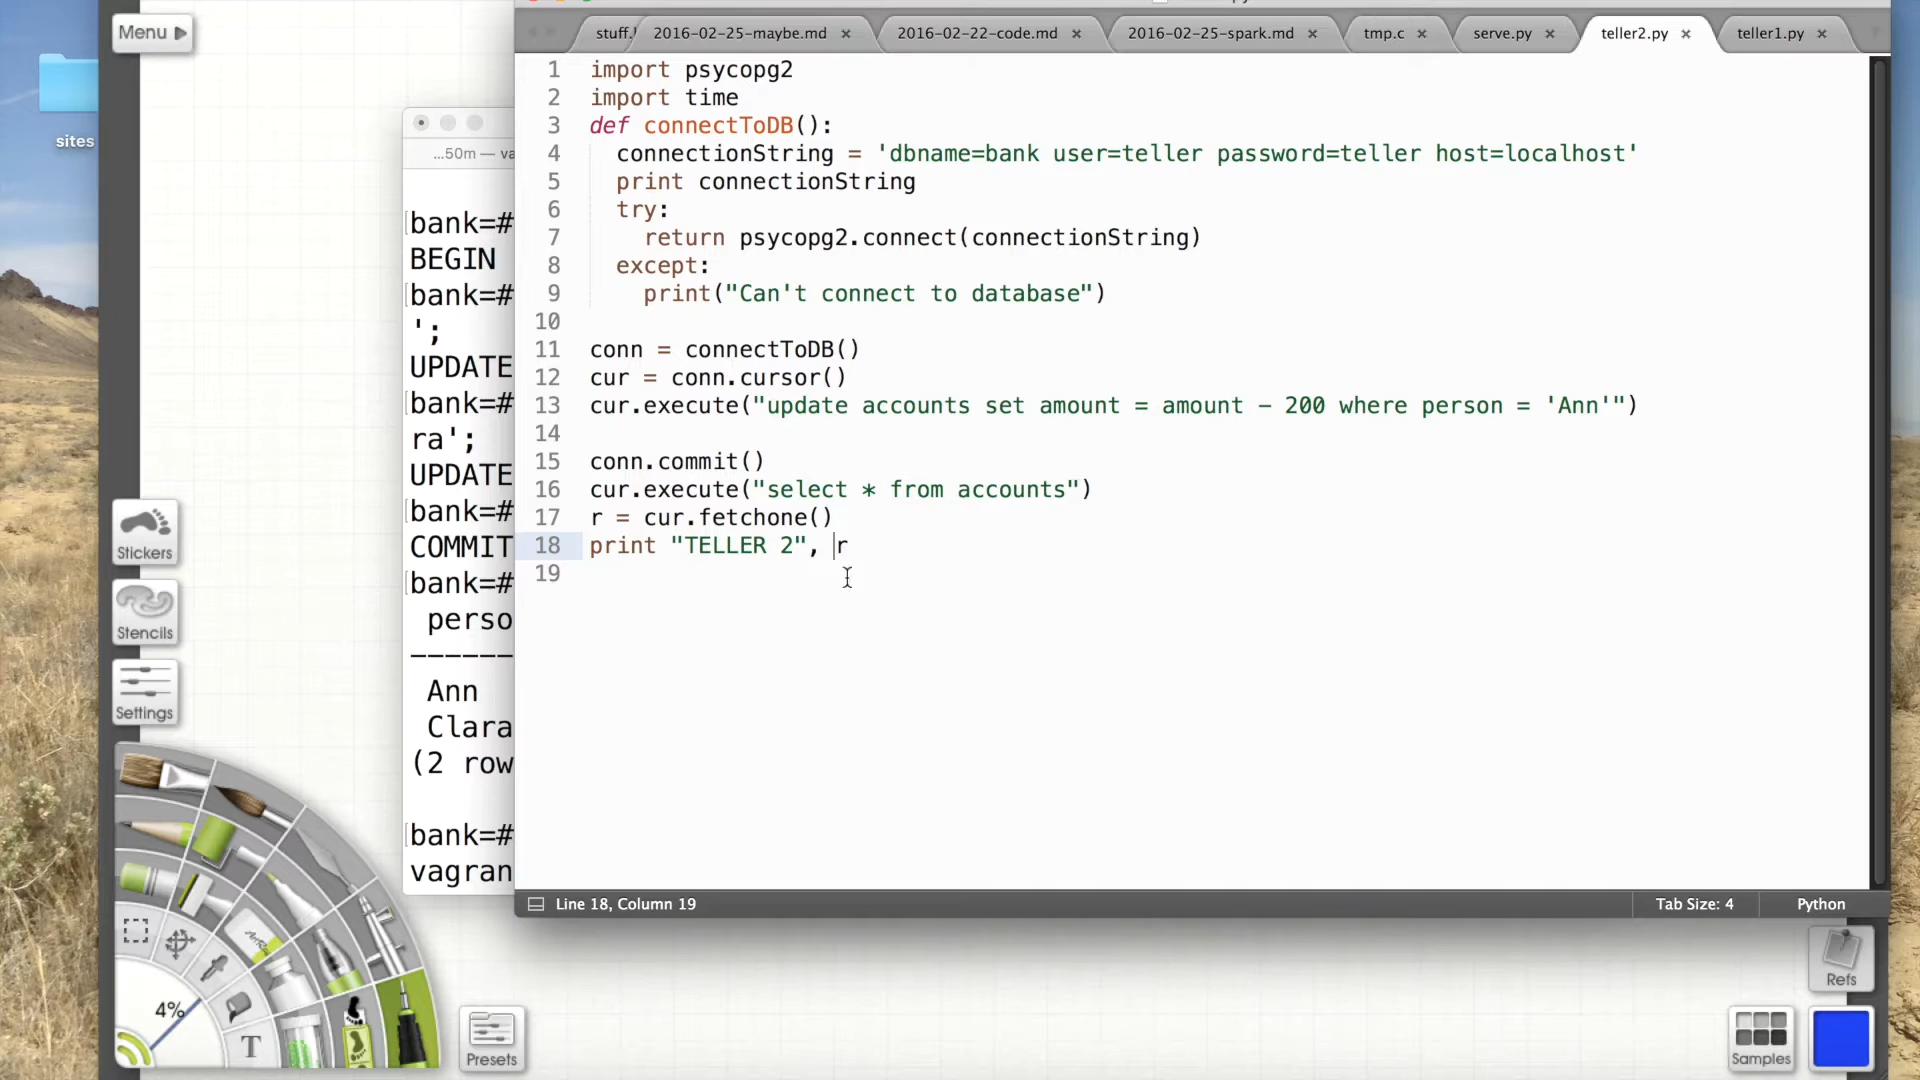 Menu
sites
stuff.l
2016-02-25-maybe.md
2016-02-22-code.md
2016-02-25-spark.md
tmp.c
serve.py
teller2.py
teller1.py
1 import psycopg2
2 import time
3 def connectToDB():
4 connectionString = 'dbname=bank user=teller password=teller host=localhost'
5 print connectionString
6 try:
7 return psycopg2.connect(connectionString)
8 except:
9 print("Can't connect to database")
10
11 conn = connectToDB()
12 cur = conn.cursor()
13 cur.execute("update accounts set amount = amount - 200 where person = 'Ann'")
14
15 conn.commit()
16 cur.execute("select * from accounts")
17 r = cur.fetchone()
18 print "TELLER 2", r
19
Line 18, Column 19
Tab Size: 4
Python
...50m — va
bank=#
BEGIN
bank=#
';
UPDATE
bank=#
ra';
UPDATE
bank=#
COMMIT
bank=#
perso
------
Ann
Clara
(2 row
bank=#
vagran
Stickers
Stencils
Settings
4%
T
Presets
Refs
Samples